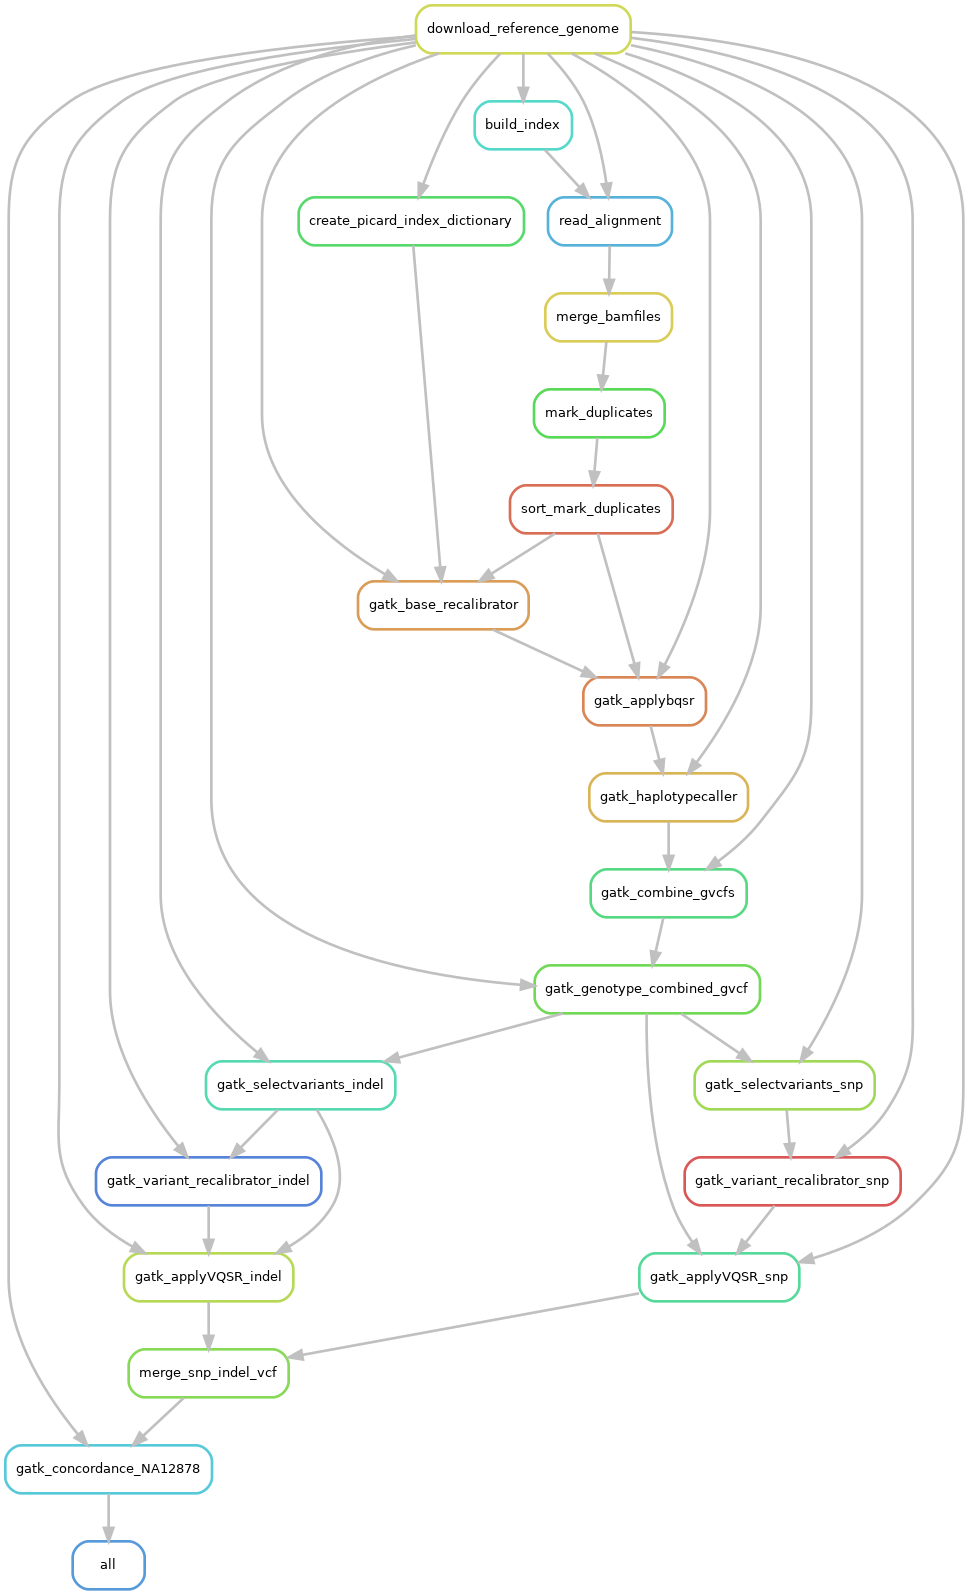 download_reference_genome
build_index
create_picard_index_dictionary
read_alignment
merge_bamfiles
mark_duplicates
sort_mark_duplicates
gatk_base_recalibrator
gatk_applybqsr
gatk_haplotypecaller
gatk_combine_gvcfs
gatk_genotype_combined_gvcf
gatk_selectvariants_indel
gatk_selectvariants_snp
gatk_variant_recalibrator_indel
gatk_variant_recalibrator_snp
gatk_applyVQSR_indel
gatk_applyVQSR_snp
merge_snp_indel_vcf
gatk_concordance_NA12878
all